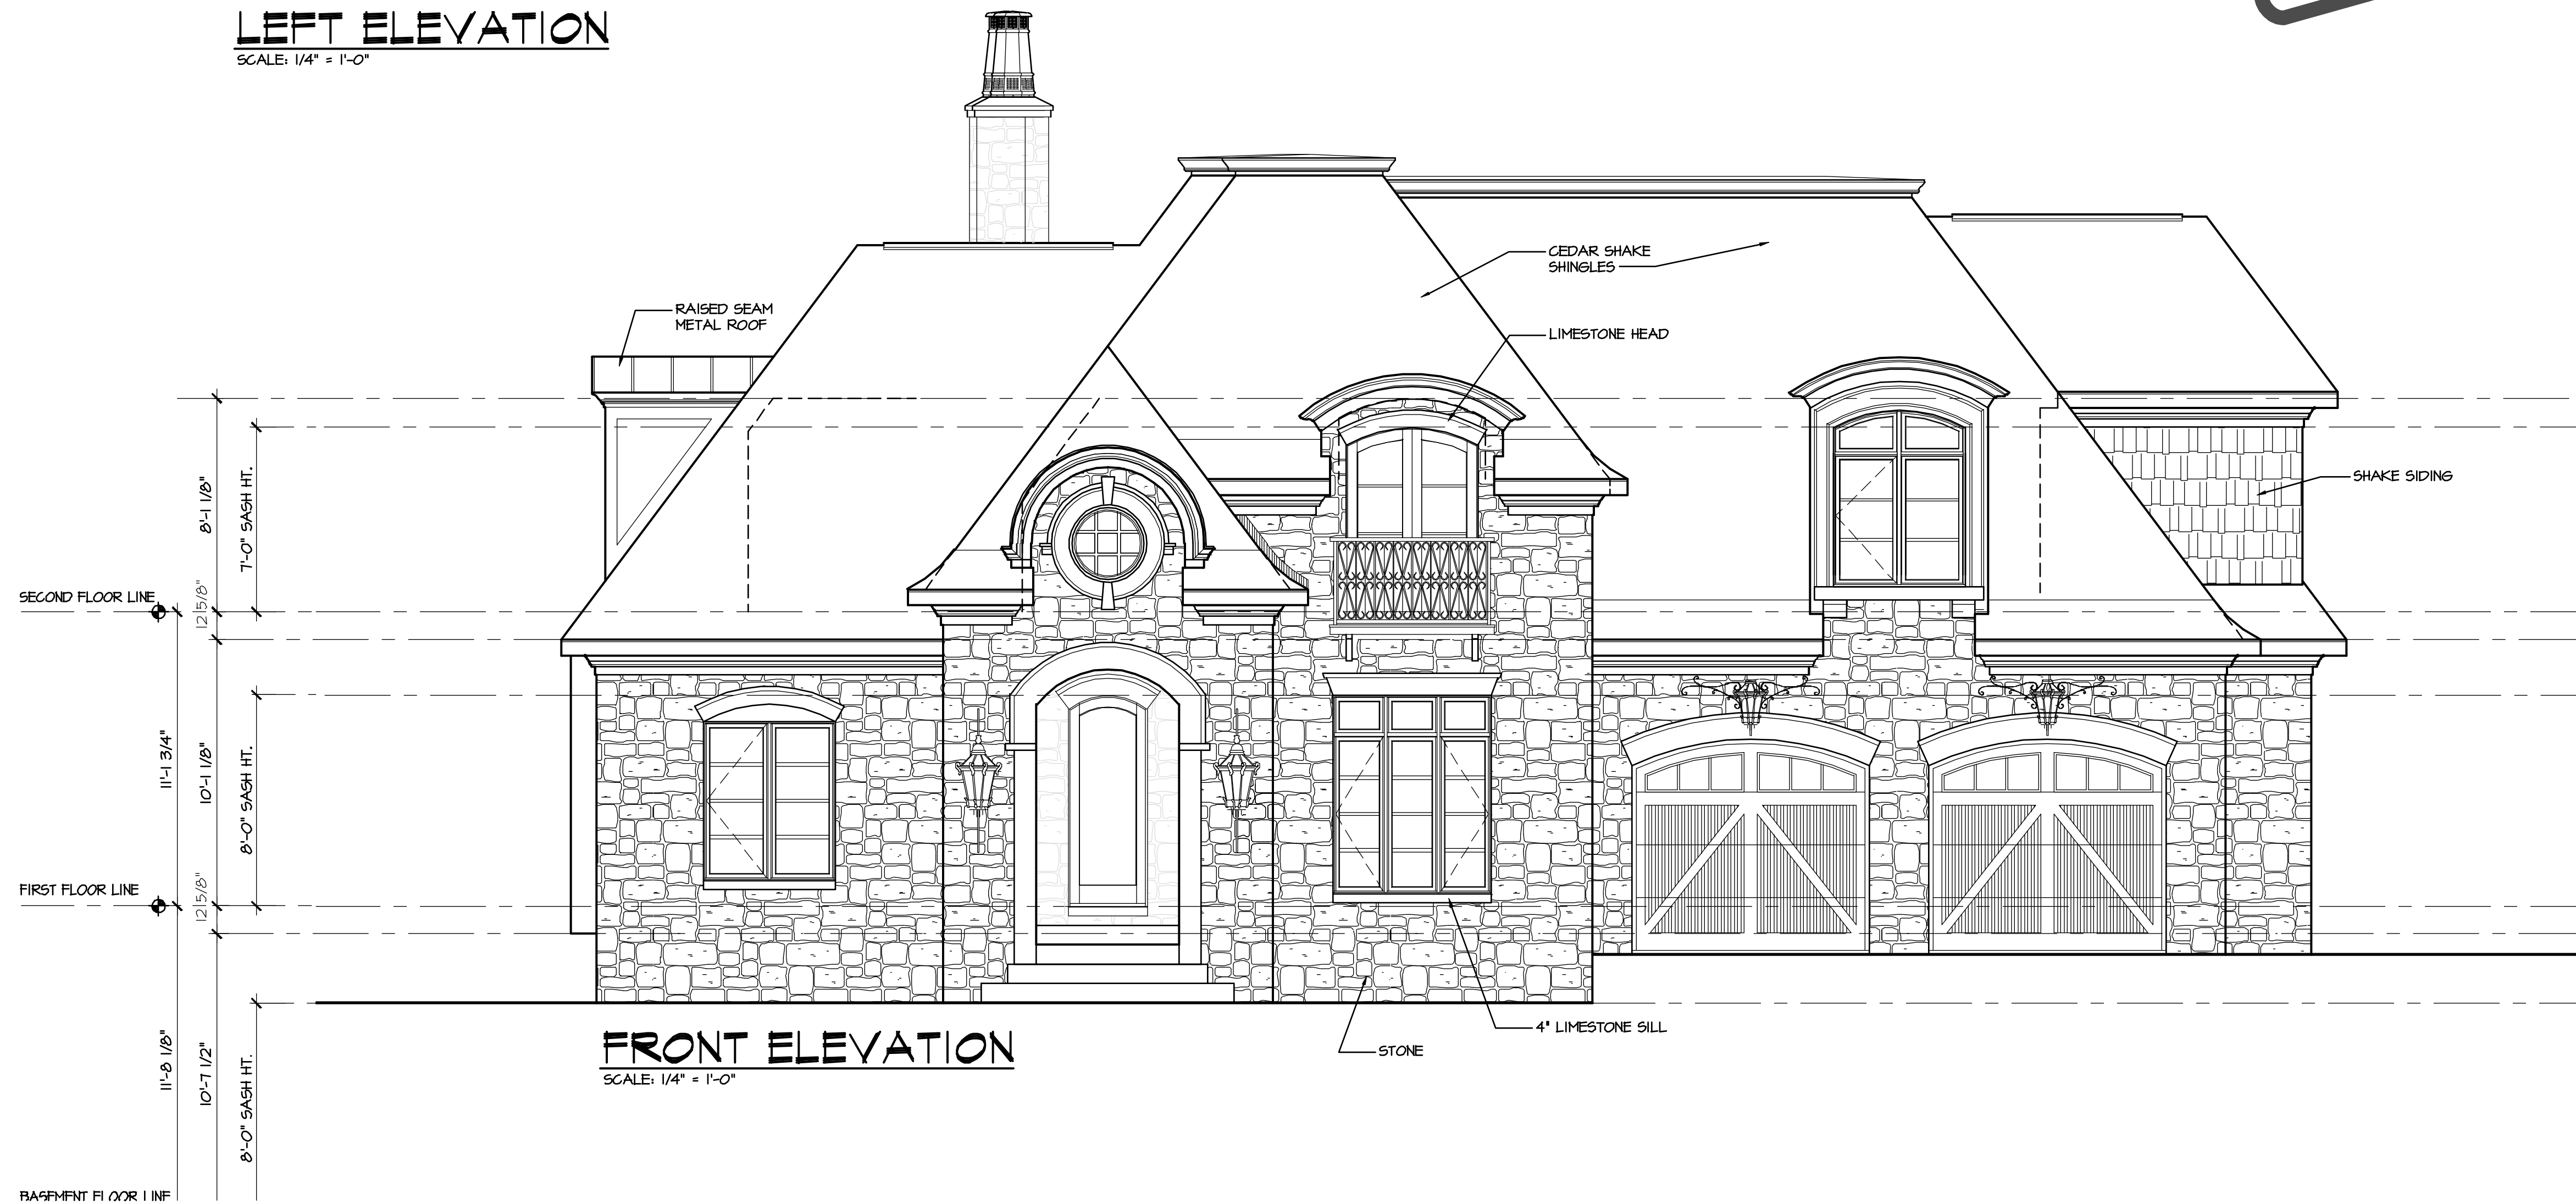 LEFT ELEVATION
SCALE: 1/4" = 1'-0"
CEDAR SHAKE
SHINGLES
RAISED SEAM
METAL ROOF
LIMESTONE HEAD
SHAKE SIDING
8'-1 1/8"
7'-0" SASH HT.
SECOND FLOOR LINE
12 5/8"
11'-1 3/4"
10'-1 1/8"
8'-0" SASH HT.
FIRST FLOOR LINE
12 5/8"
4" LIMESTONE SILL
STONE
FRONT ELEVATION
SCALE: 1/4" = 1'-0"
11'-8 1/8"
10'-7 1/2"
8'-0" SASH HT.
BASEMENT FLOOR LINE